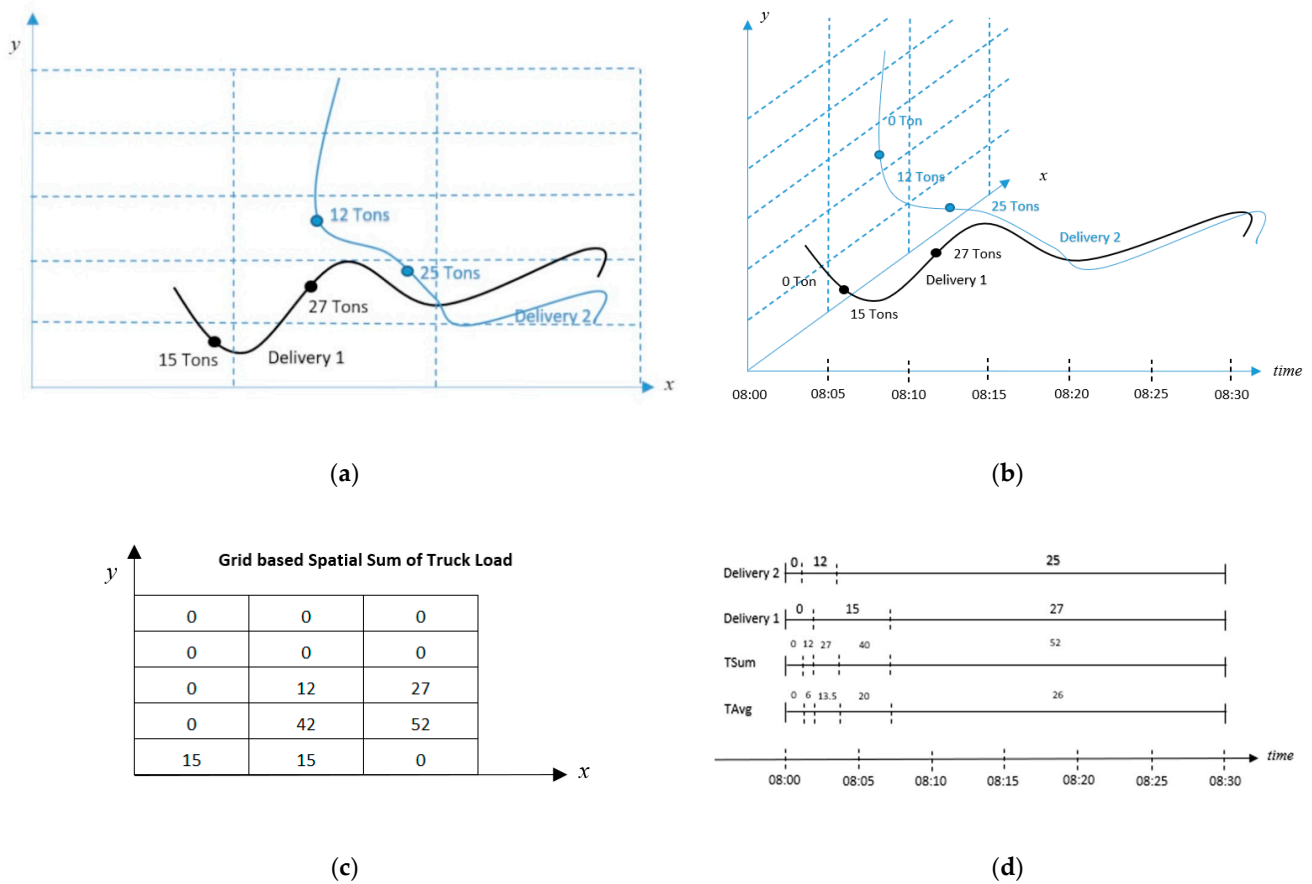 y
12 Tons
25 Tons
27 Tons
Delivery 2
15 Tons
Delivery 1
x
(a)
y
0 Ton
12 Tons
x
25 Tons
Delivery 2
27 Tons
0 Ton
Delivery 1
15 Tons
time
08:00 08:05 08:10 08:15 08:20 08:25 08:30
(b)
Grid based Spatial Sum of Truck Load
y
0 0 0
0 0 0
0 12 27
0 42 52
15 15 0
x
(c)
0 12 25
Delivery 2
0 15 27
Delivery 1
0 12 27 40 52
TSum
0 6 13.5 20 26
TAvg
time
08:00 08:05 08:10 08:15 08:20 08:25 08:30
(d)